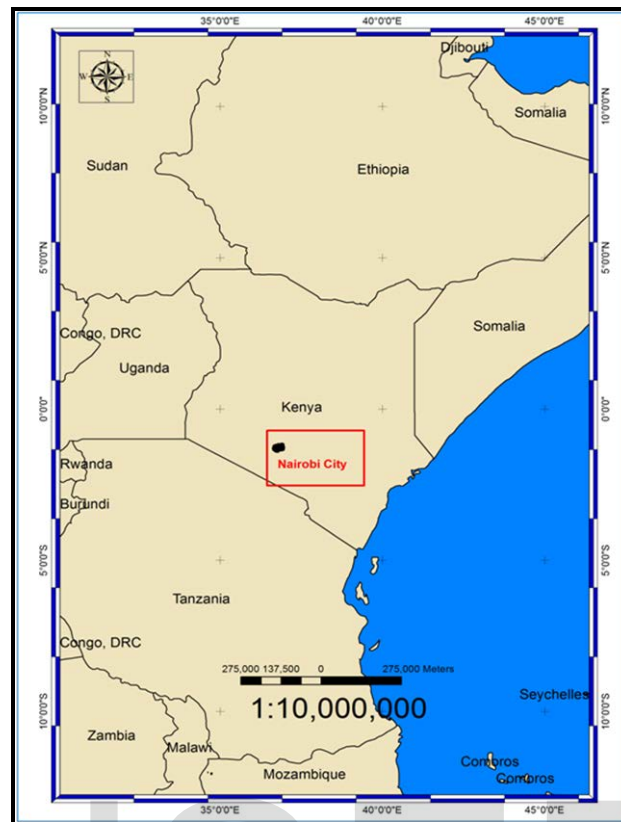 35°0'0"E 40°0'0"E 45°0'0"E
N
W E
S
Djibouti
10°0'0"N 10°0'0"N
Somalia
Sudan
Ethiopia
5°0'0"N 5°0'0"N
Somalia
Congo, DRC
Uganda
Kenya
0°0'0" 0°0'0"
Nairobi City
Rwanda
Burundi
5°0'0"S 5°0'0"S
Tanzania
Congo, DRC
275,000 137,500 0 275,000 Meters
1:10,000,000
Seychelles
10°0'0"S 10°0'0"S
Zambia
Malawi
Mozambique
Comoros
Comoros
35°0'0"E 40°0'0"E 45°0'0"E